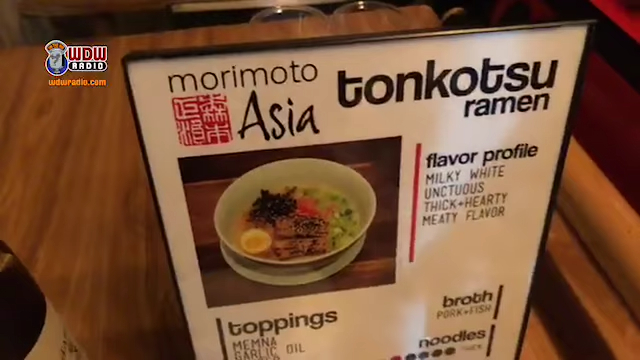 WDW
RADIO
wdwradio.com
morimoto
Asia
tonkotsu
ramen
flavor profile
MILKY WHITE
UNCTUOUS
THICK+HEARTY
MEATY FLAVOR
toppings
MEMNA
GARLIC OIL
broth
PORK+FISH
noodles
THICK